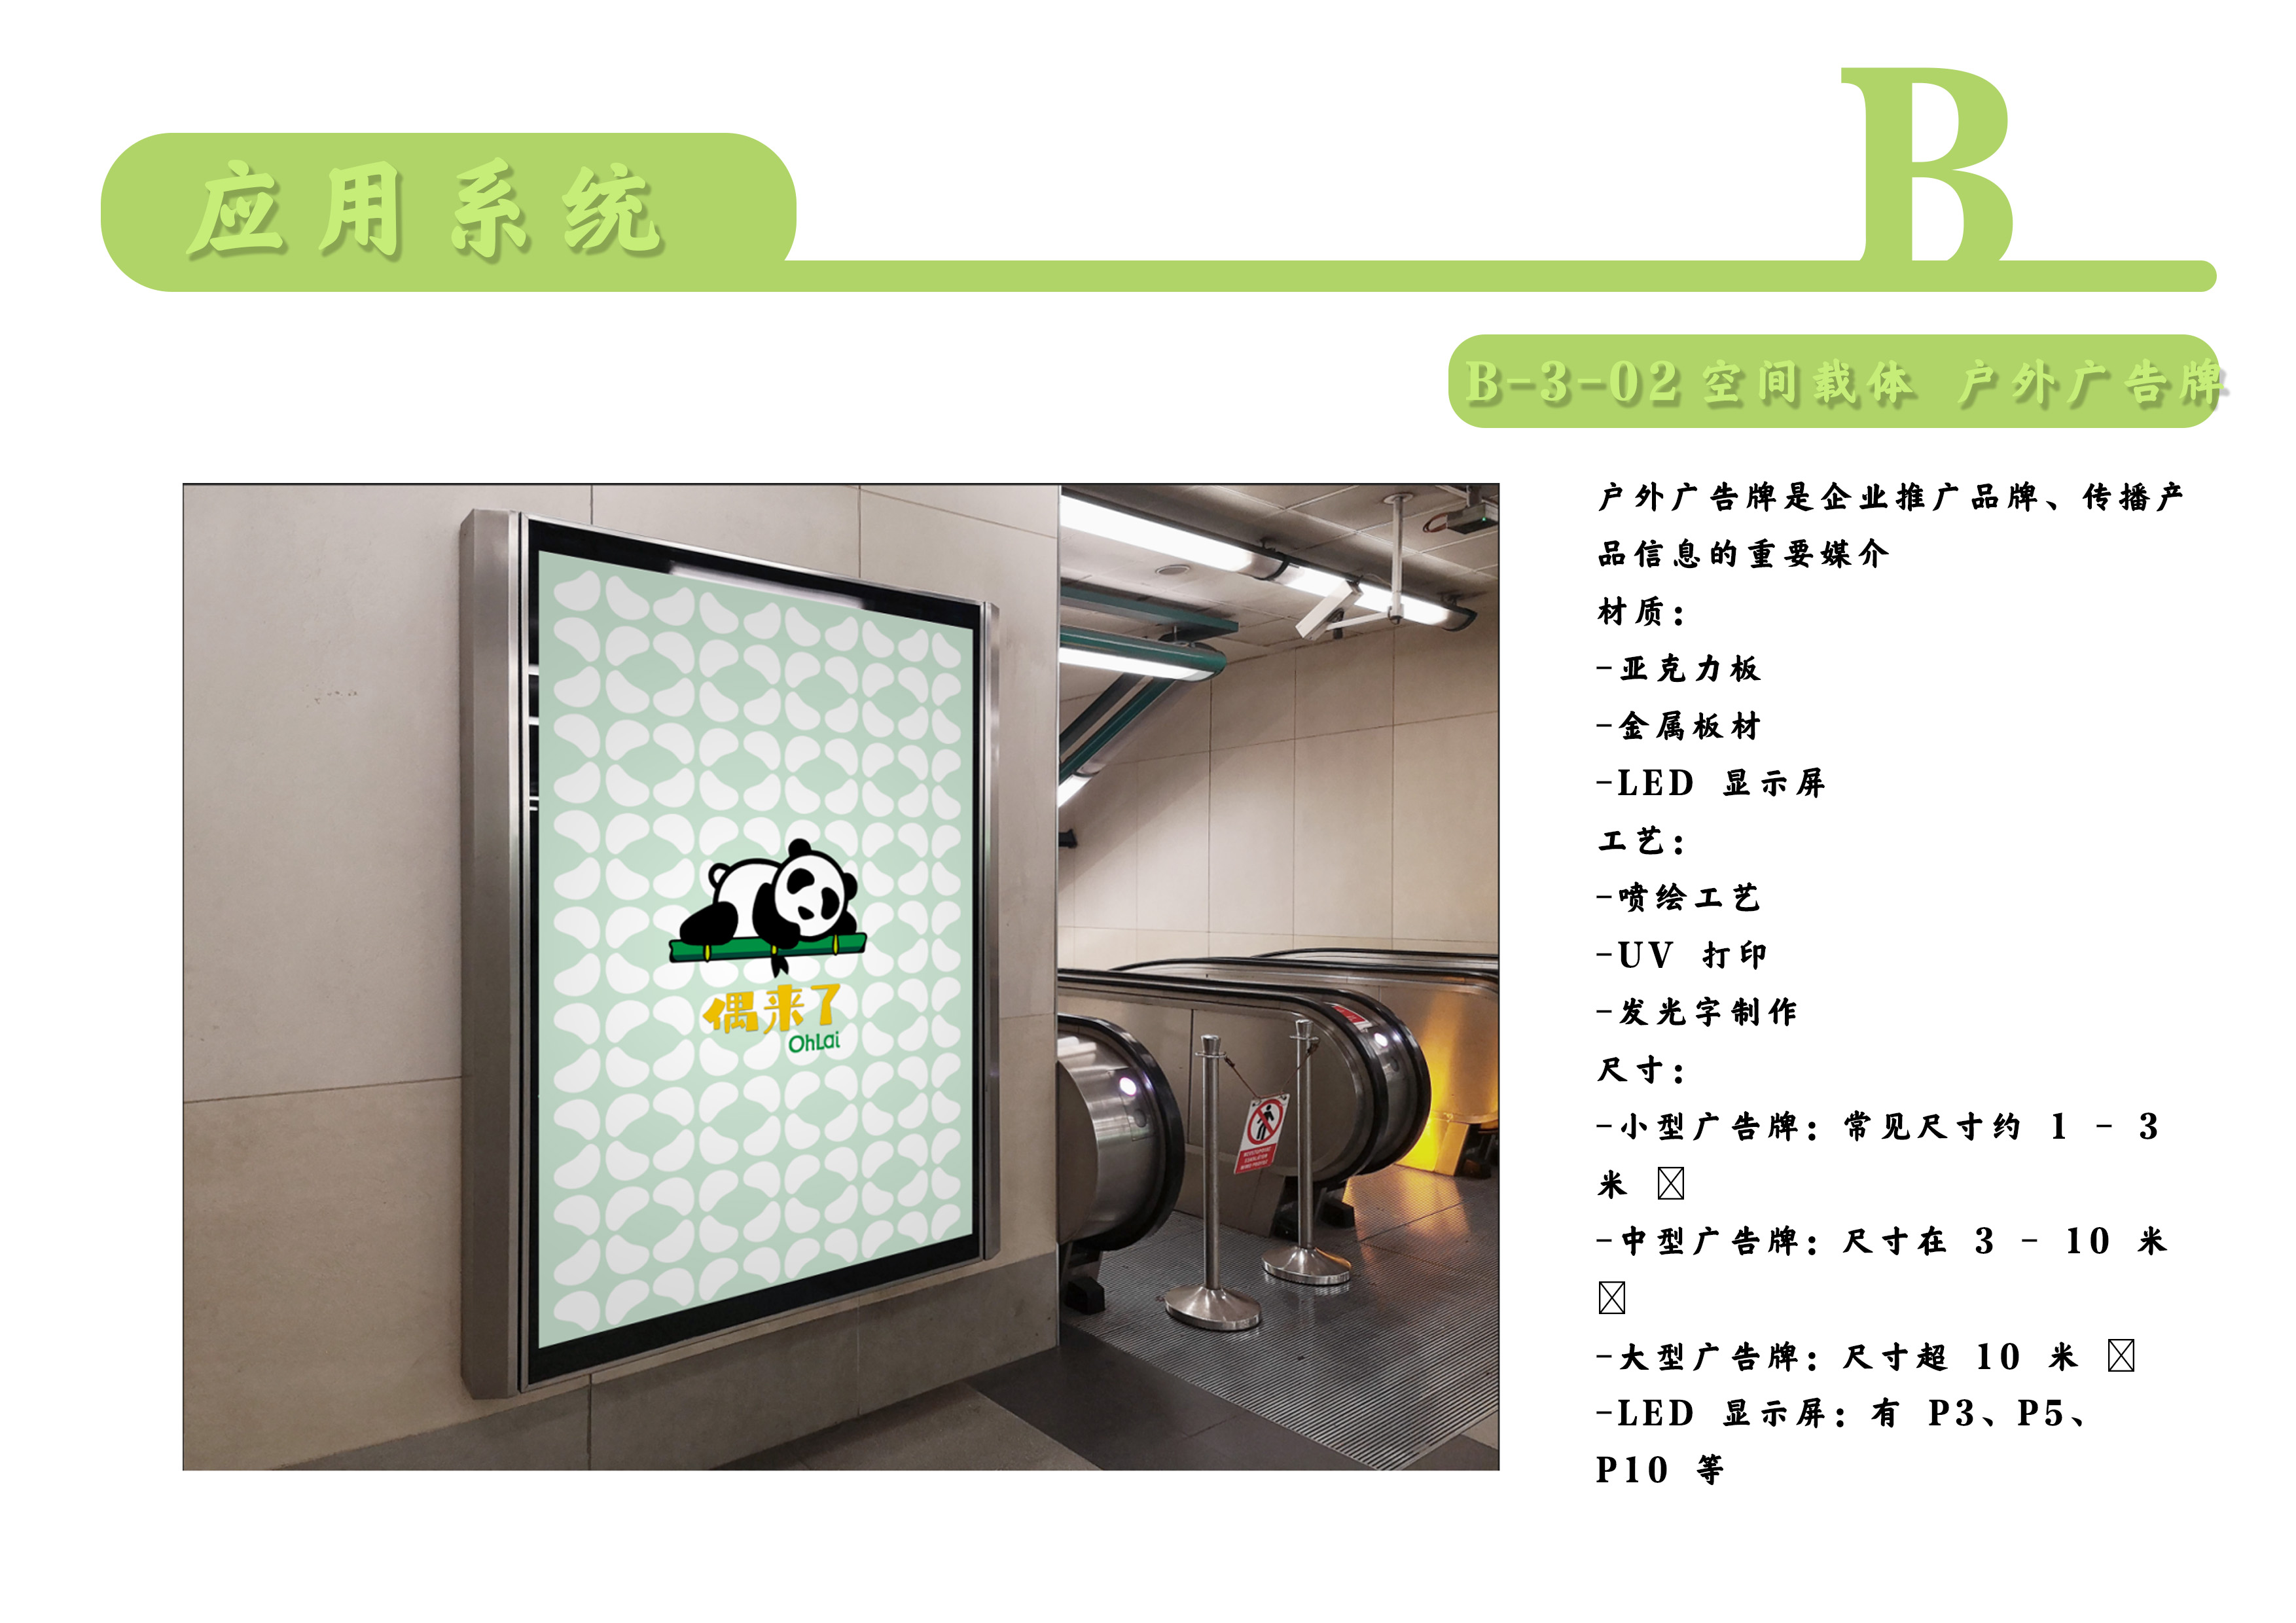 应用系统
B
B-3-02 空间载体 户外广告牌
户外广告牌是企业推广品牌、传播产
品信息的重要媒介
材质：
-亚克力板
-金属板材
-LED 显示屏
工艺：
-喷绘工艺
-UV 打印
-发光字制作
尺寸：
-小型广告牌：常见尺寸约 1 - 3
米
-中型广告牌：尺寸在 3 - 10 米
-大型广告牌：尺寸超 10 米
-LED 显示屏：有 P3、P5、
P10 等
偶来了
OhLai